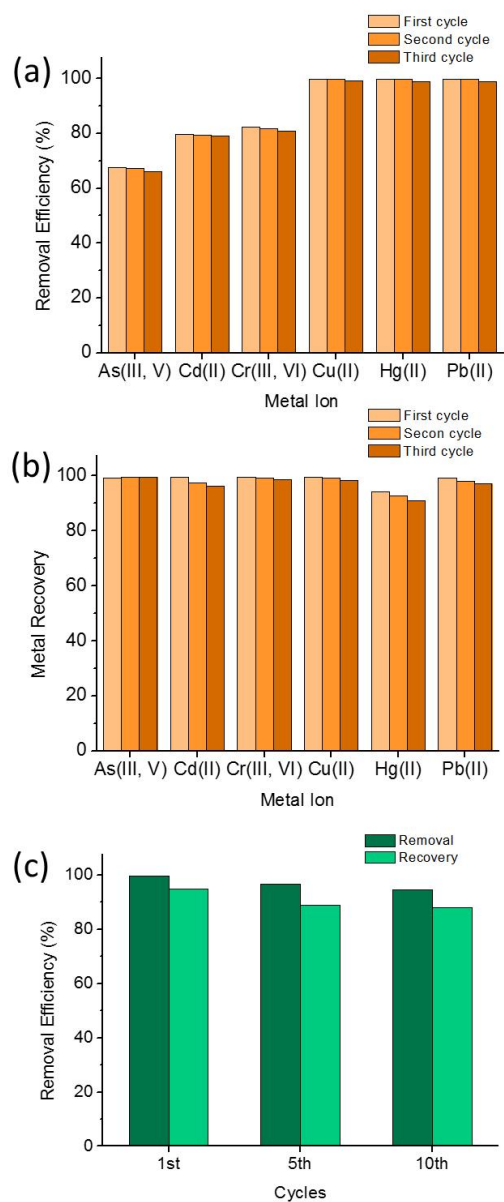 (a)
First cycle
Second cycle
Third cycle
Removal Efficiency (%)
100
80
60
40
20
0
As(III, V) Cd(II) Cr(III, VI) Cu(II) Hg(II) Pb(II)
Metal Ion
(b)
First cycle
Secon cycle
Third cycle
Metal Recovery
100
80
60
40
20
0
As(III, V) Cd(II) Cr(III, VI) Cu(II) Hg(II) Pb(II)
Metal Ion
(c)
Removal
Recovery
Removal Efficiency (%)
100
80
60
40
20
0
1st 5th 10th
Cycles